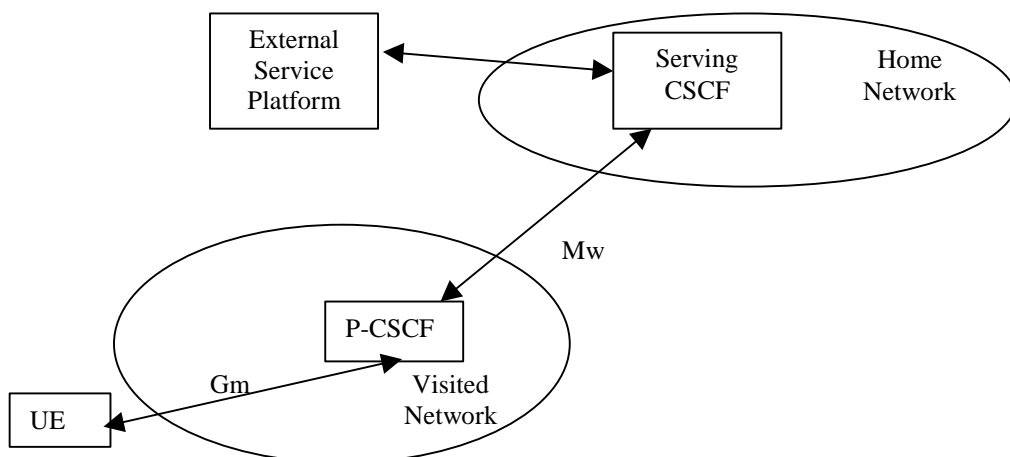 External
Service
Platform
Serving
CSCF
Home
Network
Mw
P-CSCF
Gm
Visited
Network
UE